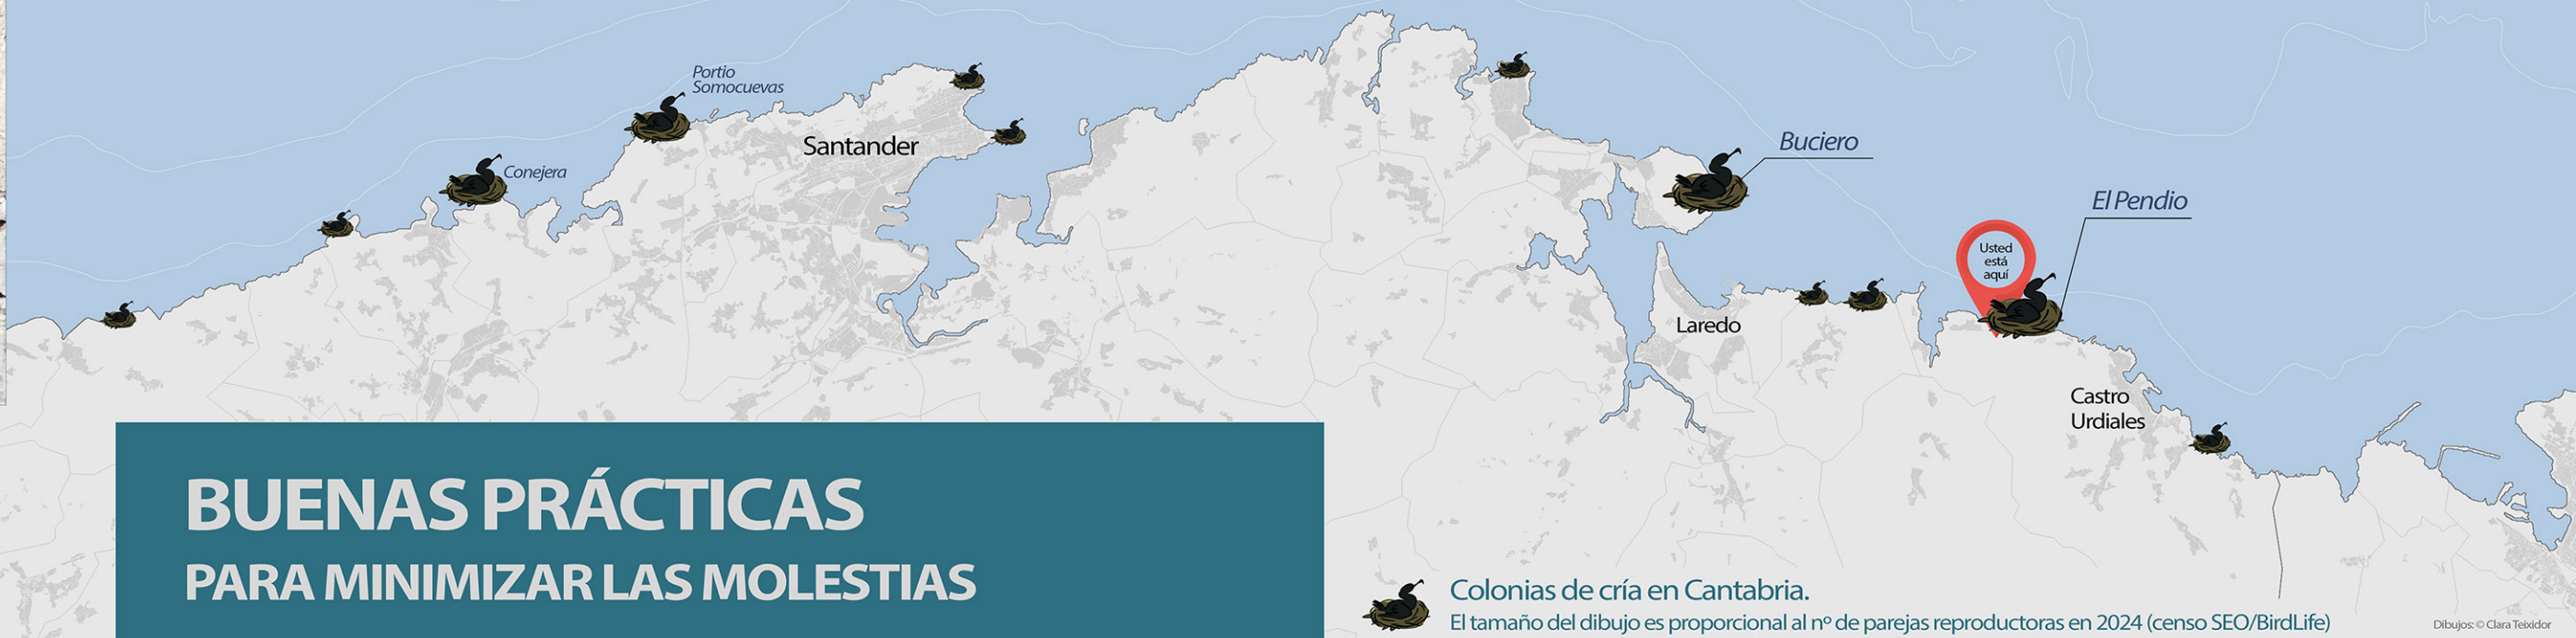 Portio
Somocuevas
Conejera
Santander
Buciero
El Pendio
Usted
está
aquí
Laredo
Castro
Urdiales
BUENAS PRÁCTICAS
PARA MINIMIZAR LAS MOLESTIAS
Colonias de cría en Cantabria.
El tamaño del dibujo es proporcional al nº de parejas reproductoras en 2024 (censo SEO/BirdLife)
Dibujos: © Clara Teixidor